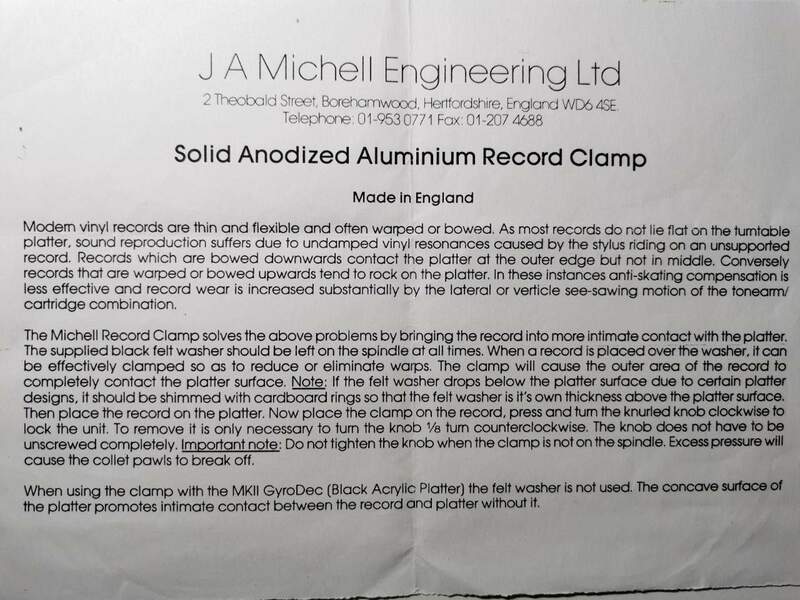 J A Michell Engineering Ltd
2 Theobald Street, Borehamwood, Hertfordshire, England WD6 4SE.
Telephone: 01-953 0771 Fax: 01-207 4688
Solid Anodized Aluminium Record Clamp
Made in England
Modern vinyl records are thin and flexible and often warped or bowed. As most records do not lie flat on the turntable
platter, sound reproduction suffers due to undamped vinyl resonances caused by the stylus riding on an unsupported
record. Records which are bowed downwards contact the platter at the outer edge but not in middle. Conversely
records that are warped or bowed upwards tend to rock on the platter. In these instances anti-skating compensation is
less effective and record wear is increased substantially by the lateral or verticle see-sawing motion of the tonearm/
cartridge combination.
The Michell Record Clamp solves the above problems by bringing the record into more intimate contact with the platter.
The supplied black felt washer should be left on the spindle at all times. When a record is placed over the washer, it can
be effectively clamped so as to reduce or eliminate warps. The clamp will cause the outer area of the record to
completely contact the platter surface. Note: If the felt washer drops below the platter surface due to certain platter
designs, it should be shimmed with cardboard rings so that the felt washer is it's own thickness above the platter surface.
Then place the record on the platter. Now place the clamp on the record, press and turn the knurled knob clockwise to
lock the unit. To remove it is only necessary to turn the knob ⅛ turn counterclockwise. The knob does not have to be
unscrewed completely. Important note: Do not tighten the knob when the clamp is not on the spindle. Excess pressure will
cause the collet pawls to break off.
When using the clamp with the MKII GyroDec (Black Acrylic Platter) the felt washer is not used. The concave surface of
the platter promotes intimate contact between the record and platter without it.